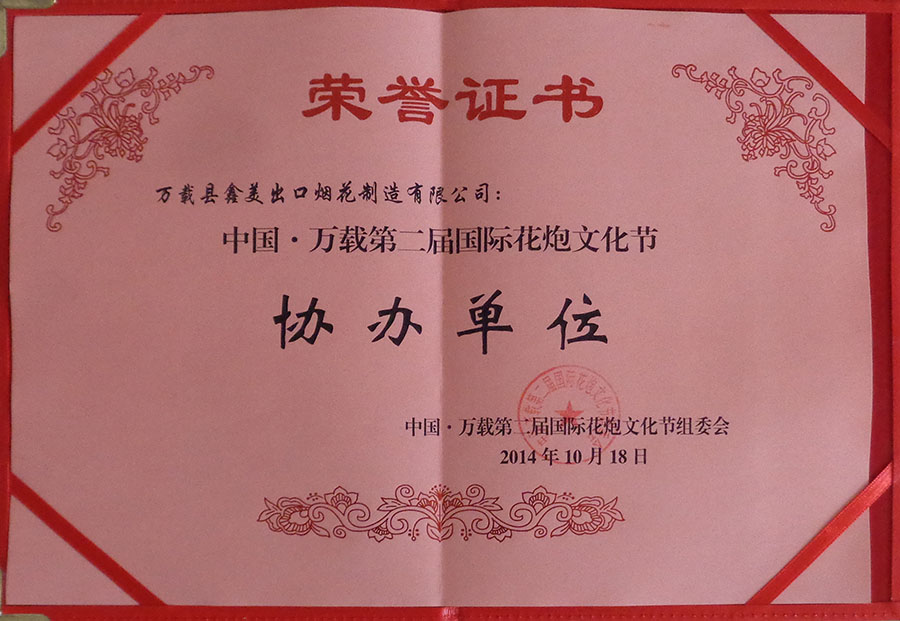 荣誉证书
万载县鑫美出口烟花制造有限公司：
中国·万载第二届国际花炮文化节
协办单位
中国·万载第二届国际花炮文化节组委会
2014年10月18日